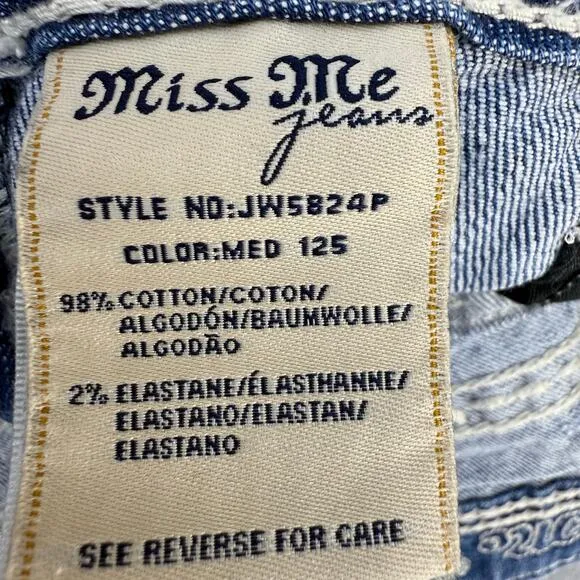 Miss Me
jeans
STYLE NO:JW5824P
COLOR:MED 125
98% COTTON/COTON/
ALGODÓN/BAUMWOLLE/
ALGODÃO
2% ELASTANE/ÉLASTHANNE/
ELASTANO/ELASTAN/
ELASTANO
SEE REVERSE FOR CARE